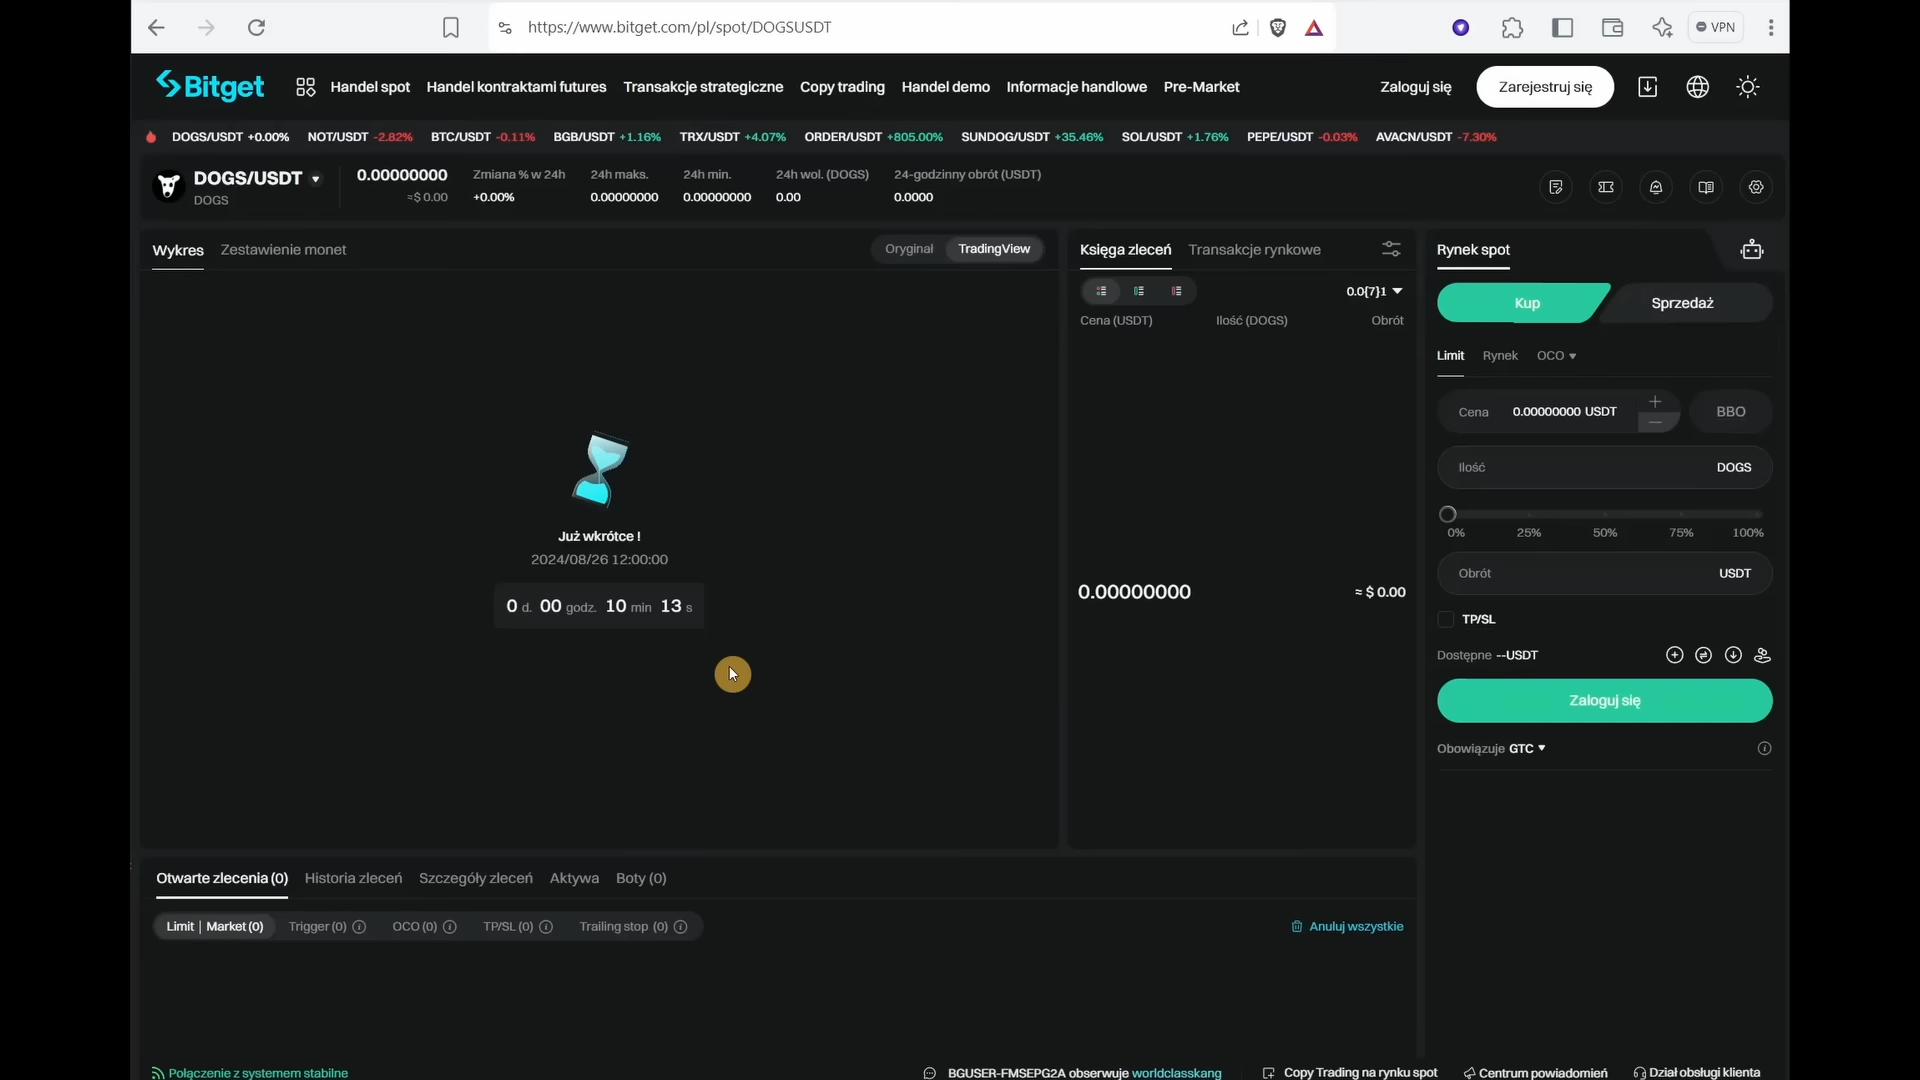 https://www.bitget.com/pl/spot/DOGSUSDT
VPN
Bitget
Handel spot Handel kontraktami futures Transakcje strategiczne Copy trading Handel demo Informacje handlowe Pre-Market
Zaloguj się Zarejestruj się
DOGS/USDT +0.00% NOT/USDT -2.82% BTC/USDT -0.11% BGB/USDT +1.16% TRX/USDT +4.07% ORDER/USDT +805.00% SUNDOG/USDT +35.46% SOL/USDT +1.76% PEPE/USDT -0.03% AVACN/USDT -7.30%
DOGS/USDT 0.00000000 Zmiana % w 24h 24h maks. 24h min. 24h wol. (DOGS) 24-godzinny obrót (USDT)
DOGS ≈$ 0.00 +0.00% 0.00000000 0.00000000 0.00 0.0000
Wykres Zestawienie monet Oryginał TradingView
Księga zleceń Transakcje rynkowe
0.0{7}1
Cena (USDT) Ilość (DOGS) Obrót
Już wkrótce !
2024/08/26 12:00:00
0 d. 00 godz. 10 min 13 s
0.00000000 ≈ $ 0.00
Rynek spot
Kup Sprzedaż
Limit Rynek OCO
Cena 0.00000000 USDT BBO
Ilość DOGS
0% 25% 50% 75% 100%
Obrót USDT
TP/SL
Dostępne --USDT
Zaloguj się
Obowiązuje GTC
Otwarte zlecenia (0) Historia zleceń Szczegóły zleceń Aktywa Boty (0)
Limit | Market (0) Trigger (0) OCO (0) TP/SL (0) Trailing stop (0)
Anuluj wszystkie
Połączenie z systemem stabilne
BGUSER-FMSEPG2A obserwuje worldclasskang
Copy Trading na rynku spot
Centrum powiadomień
Dział obsługi klienta